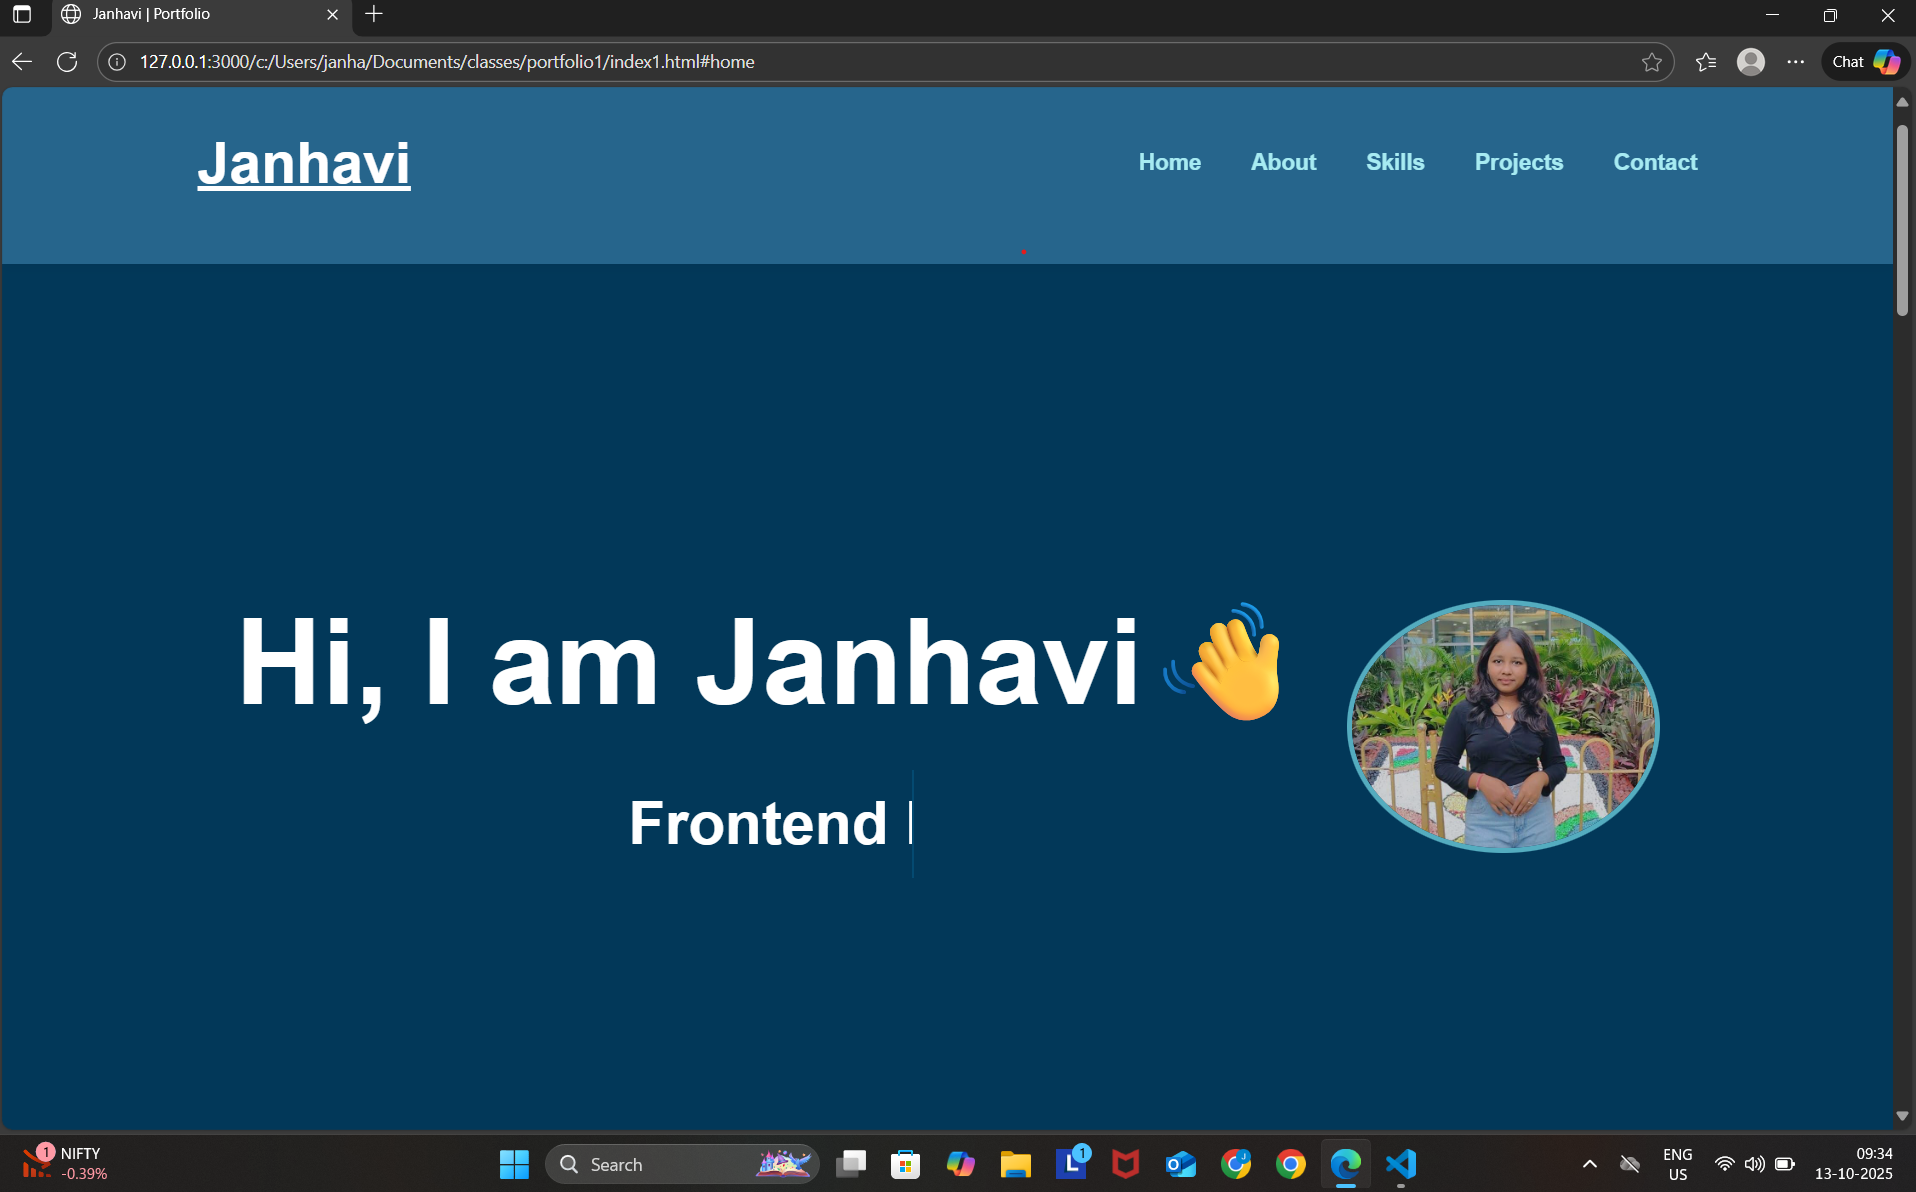 Janhavi | Portfolio
127.0.0.1:3000/c:/Users/janha/Documents/classes/portfolio1/index1.html#home
Chat
Janhavi
Home About Skills Projects Contact
Hi, I am Janhavi 👋
Frontend |
1
NIFTY
-0.39%
Search
L 1
J
ENG
US
09:34
13-10-2025